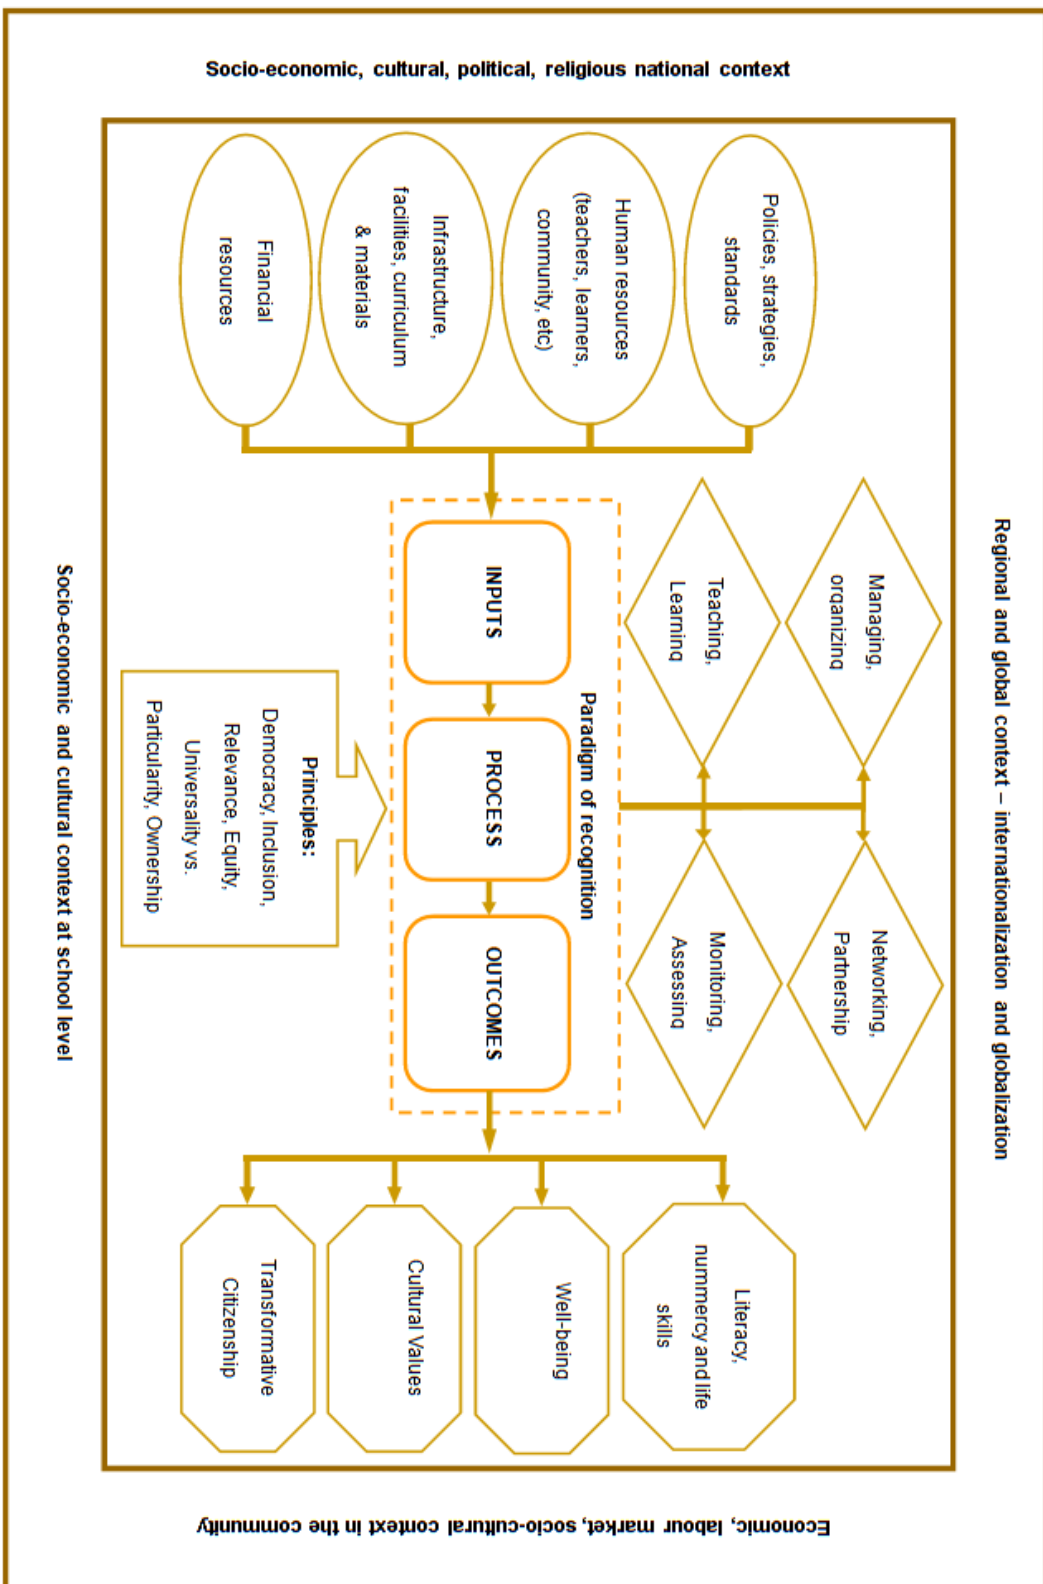 Regional and global context – internationalization and globalization
Socio-economic, cultural, political, religious national context
Policies, strategies,
standards
Human resources
(teachers, learners,
community, etc)
Infrastructure,
facilities, curriculum
& materials
Financial
resources
Managing,
organizing
Networking,
Partnership
Teaching,
Learning
Monitoring,
Assessing
Paradigm of recognition
INPUTS
PROCESS
OUTCOMES
Principles:
Democracy, Inclusion,
Relevance, Equity,
Universality vs.
Particularity, Ownership
Literacy,
nummercy and life
skills
Well-being
Cultural Values
Transformative
Citizenship
Economic, labour market, socio-cultural context in the community
Socio-economic and cultural context at school level